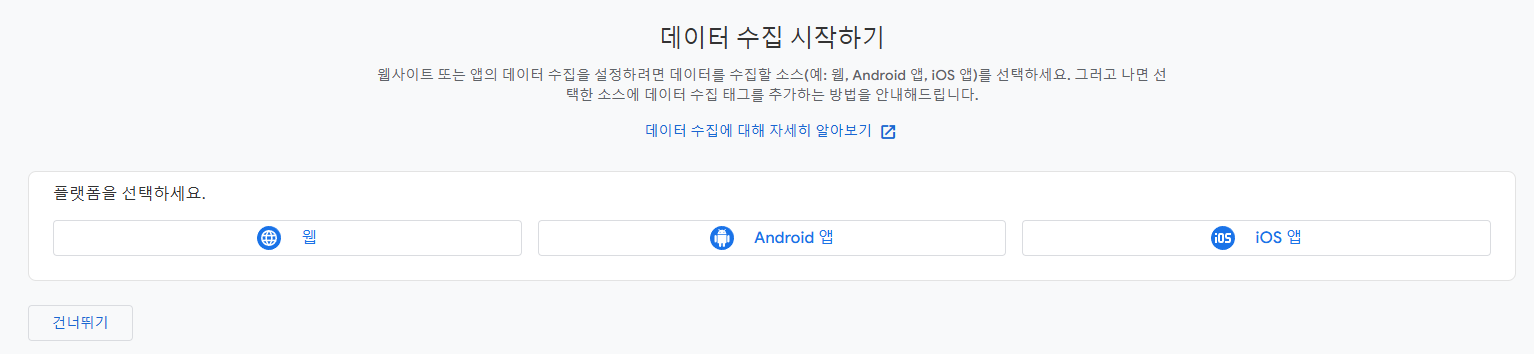 데이터 수집 시작하기
웹사이트 또는 앱의 데이터 수집을 설정하려면 데이터를 수집할 소스(예: 웹, Android 앱, iOS 앱)를 선택하세요. 그러고 나면 선
택한 소스에 데이터 수집 태그를 추가하는 방법을 안내해드립니다.
데이터 수집에 대해 자세히 알아보기
플랫폼을 선택하세요.
웹
Android 앱
iOS iOS 앱
건너뛰기